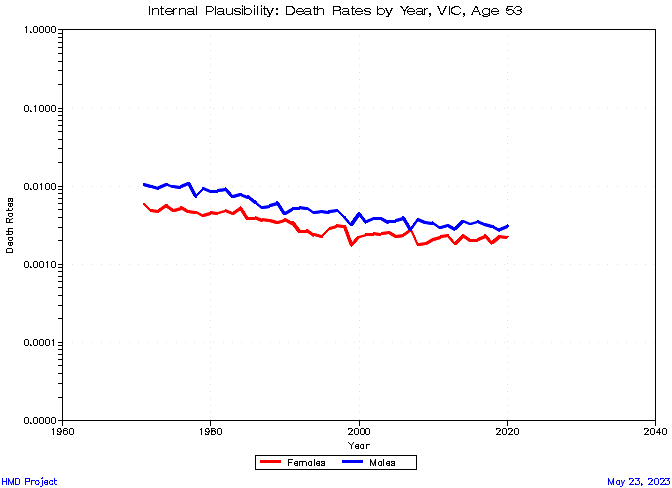 Internal Plausibility: Death Rates by Year, VIC, Age 53
1.0000
0.1000
0.0100
0.0010
0.0001
0.0000
Death Rates
1960 1980 2000 2020 2040
Year
Females Males
HMD Project May 23, 2023